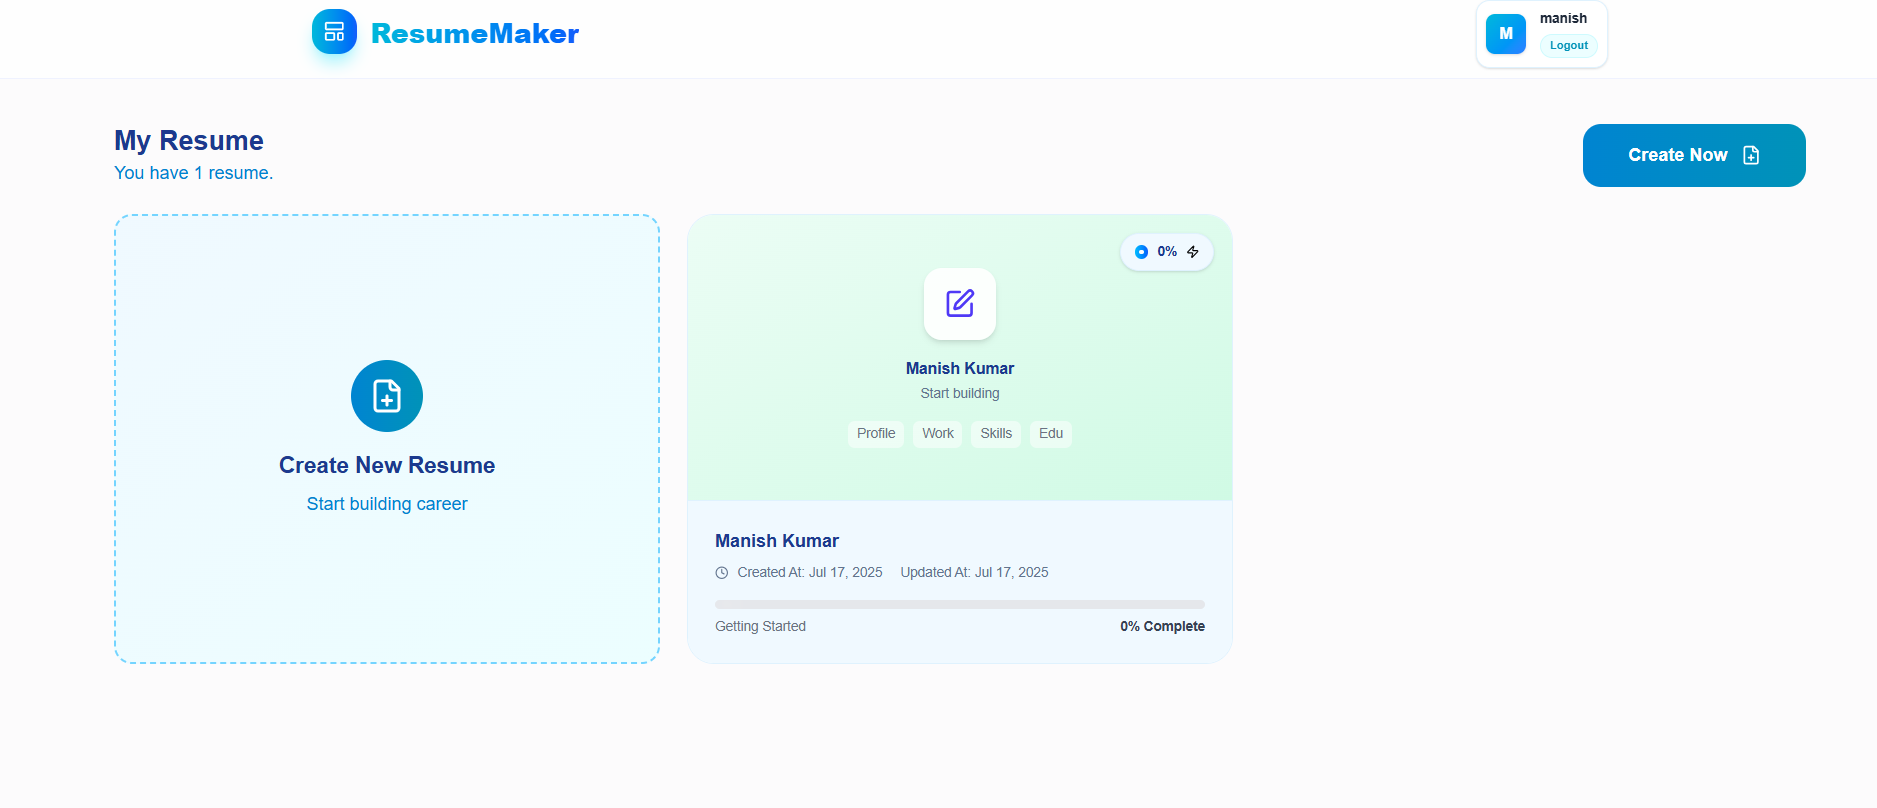 ResumeMaker
M
manish
Logout
My Resume
You have 1 resume.
Create Now
Create New Resume
Start building career
0%
Manish Kumar
Start building
Profile Work Skills Edu
Manish Kumar
Created At: Jul 17, 2025 Updated At: Jul 17, 2025
Getting Started 0% Complete